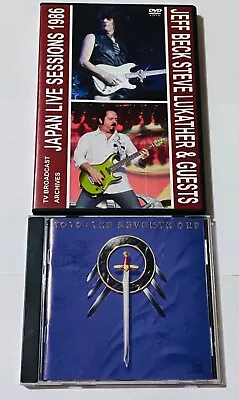 JEFF BECK STEVE LUKATHER & GUESTS
JAPAN LIVE SESSIONS 1986
TV BROADCAST
ARCHIVES
DVD
TOTO · THE SEVENTH ONE